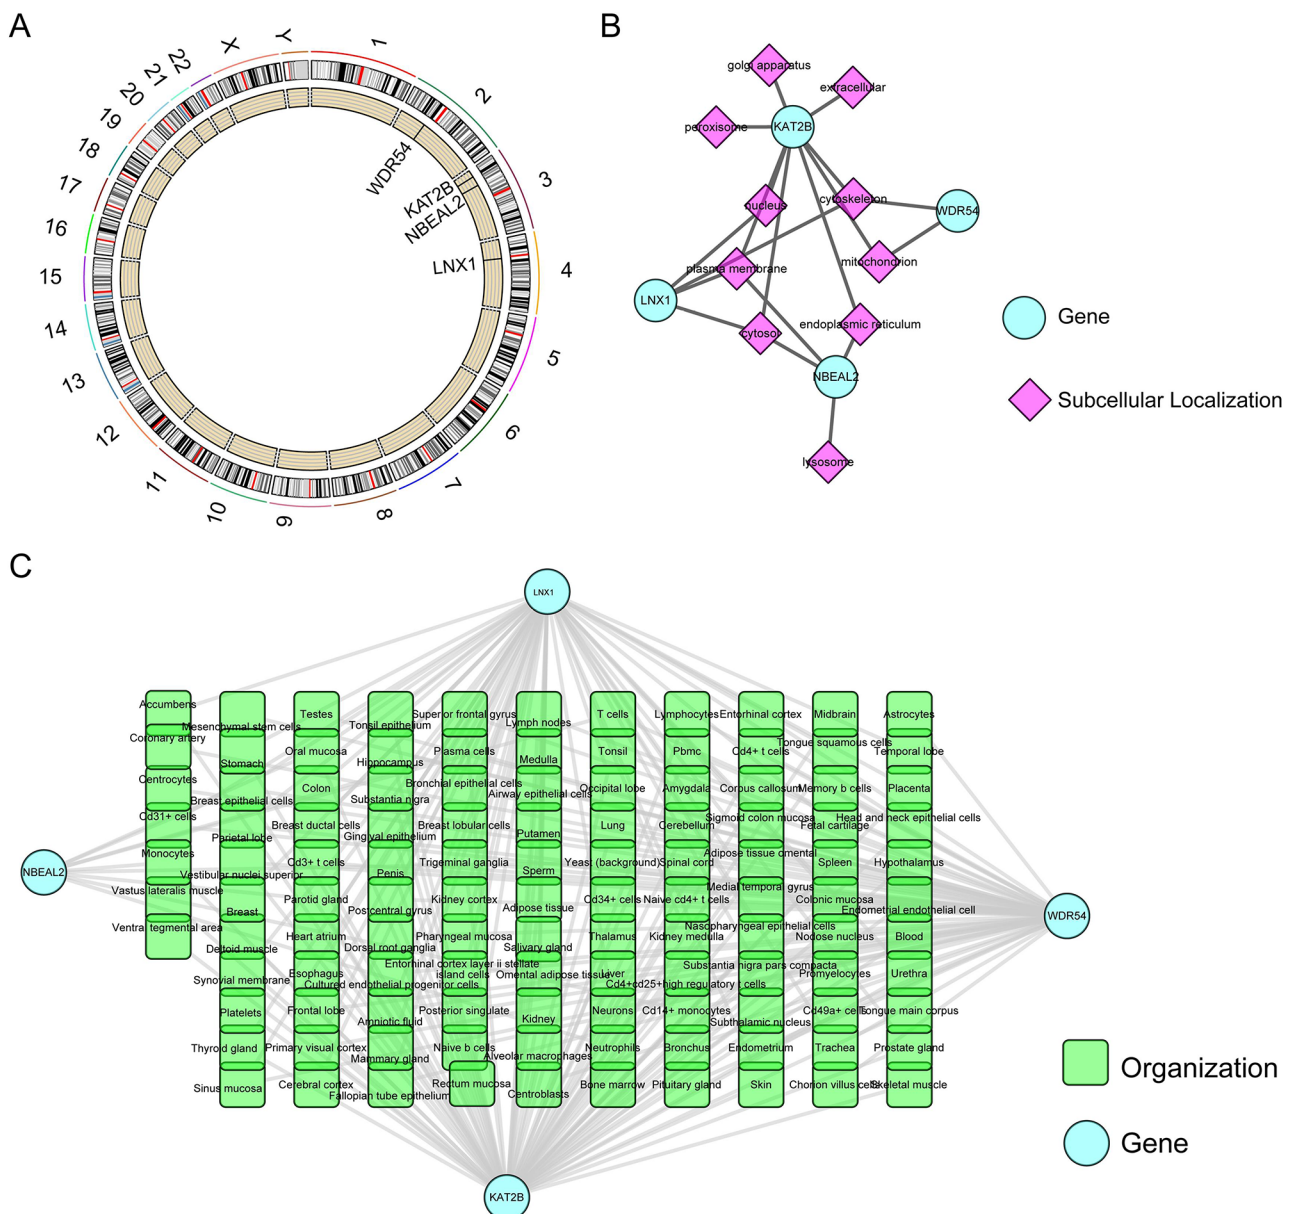 A
1
2
3
4
5
6
7
8
9
10
11
12
13
14
15
16
17
18
19
20
21
22
X
Y
WDR54
KAT2B
NBEAL2
LNX1
B
golgi apparatus
extracellular
peroxisome
KAT2B
nucleus
cytoskeleton
WDR54
plasma membrane
mitochondrion
LNX1
cytosol
endoplasmic reticulum
NBEAL2
lysosome
Gene
Subcellular Localization
C
LNX1
NBEAL2
WDR54
KAT2B
Accumbens
Coronary artery
Centrocytes
Cd31+ cells
Monocytes
Vastus lateralis muscle
Ventral tegmental area
Mesenchymal stem cells
Stomach
Breast epithelial cells
Parietal lobe
Vestibular nuclei superior
Breast
Deltoid muscle
Synovial membrane
Platelets
Thyroid gland
Sinus mucosa
Testes
Oral mucosa
Colon
Breast ductal cells
Cd3+ t cells
Parotid gland
Heart atrium
Esophagus
Frontal lobe
Primary visual cortex
Cerebral cortex
Tonsil epithelium
Hippocampus
Substantia nigra
Gingival epithelium
Penis
Postcentral gyrus
Dorsal root ganglia
Cultured endothelial progenitor cells
Amniotic fluid
Mammary gland
Fallopian tube epithelium
Superior frontal gyrus
Plasma cells
Bronchial epithelial cells
Breast lobular cells
Trigeminal ganglia
Kidney cortex
Pharyngeal mucosa
Entorhinal cortex layer ii stellate
island cells
Posterior singulate
Naive b cells
Rectum mucosa
Lymph nodes
Medulla
Airway epithelial cells
Putamen
Sperm
Adipose tissue
Salivary gland
Omental adipose tissue
Kidney
Alveolar macrophages
Centroblasts
T cells
Tonsil
Occipital lobe
Lung
Yeast (background)
Cd34+ cells
Thalamus
Liver
Neurons
Neutrophils
Bone marrow
Lymphocytes
Pbmc
Amygdala
Cerebellum
Spinal cord
Naive cd4+ t cells
Kidney medulla
Cd4+cd25+high regulatory t cells
Cd14+ monocytes
Bronchus
Pituitary gland
Entorhinal cortex
Cd4+ t cells
Corpus callosum
Sigmoid colon mucosa
Adipose tissue omental
Medial temporal gyrus
Nasopharyngeal epithelial cells
Substantia nigra pars compacta
Subthalamic nucleus
Endometrium
Skin
Midbrain
Tongue squamous cells
Memory b cells
Fetal cartilage
Spleen
Colonic mucosa
Nodose nucleus
Promyelocytes
Cd49a+ cells
Trachea
Chorion villus cells
Astrocytes
Temporal lobe
Placenta
Head and neck epithelial cells
Hypothalamus
Endometrial endothelial cell
Blood
Urethra
Tongue main corpus
Prostate gland
Skeletal muscle
Organization
Gene